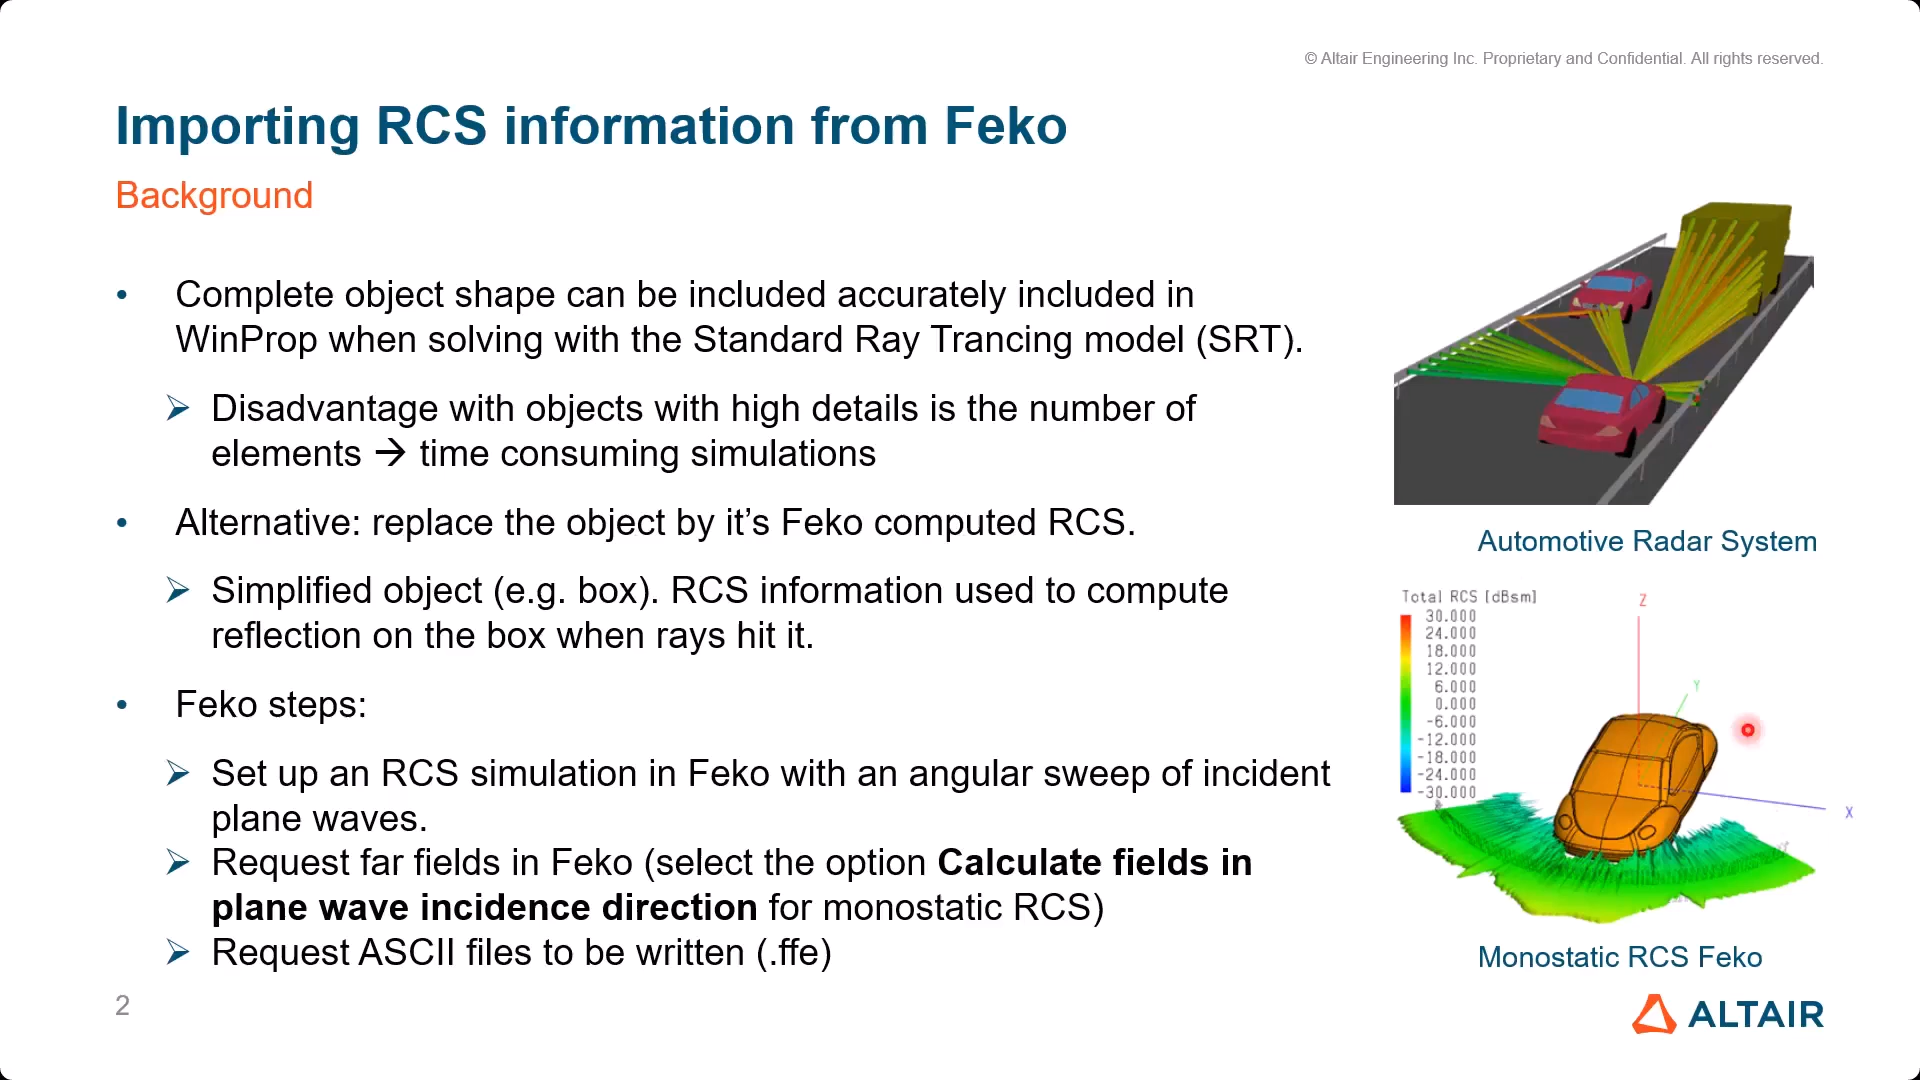 © Altair Engineering Inc. Proprietary and Confidential. All rights reserved.
Importing RCS information from Feko
Background
• Complete object shape can be included accurately included in
WinProp when solving with the Standard Ray Trancing model (SRT).
➢ Disadvantage with objects with high details is the number of
elements → time consuming simulations
• Alternative: replace the object by it’s Feko computed RCS.
➢ Simplified object (e.g. box). RCS information used to compute
reflection on the box when rays hit it.
• Feko steps:
➢ Set up an RCS simulation in Feko with an angular sweep of incident
plane waves.
➢ Request far fields in Feko (select the option Calculate fields in
plane wave incidence direction for monostatic RCS)
➢ Request ASCII files to be written (.ffe)
Automotive Radar System
Total RCS [dBsm]
30.000
24.000
18.000
12.000
6.000
0.000
-6.000
-12.000
-18.000
-24.000
-30.000
Z
Y
X
Monostatic RCS Feko
2
ALTAIR